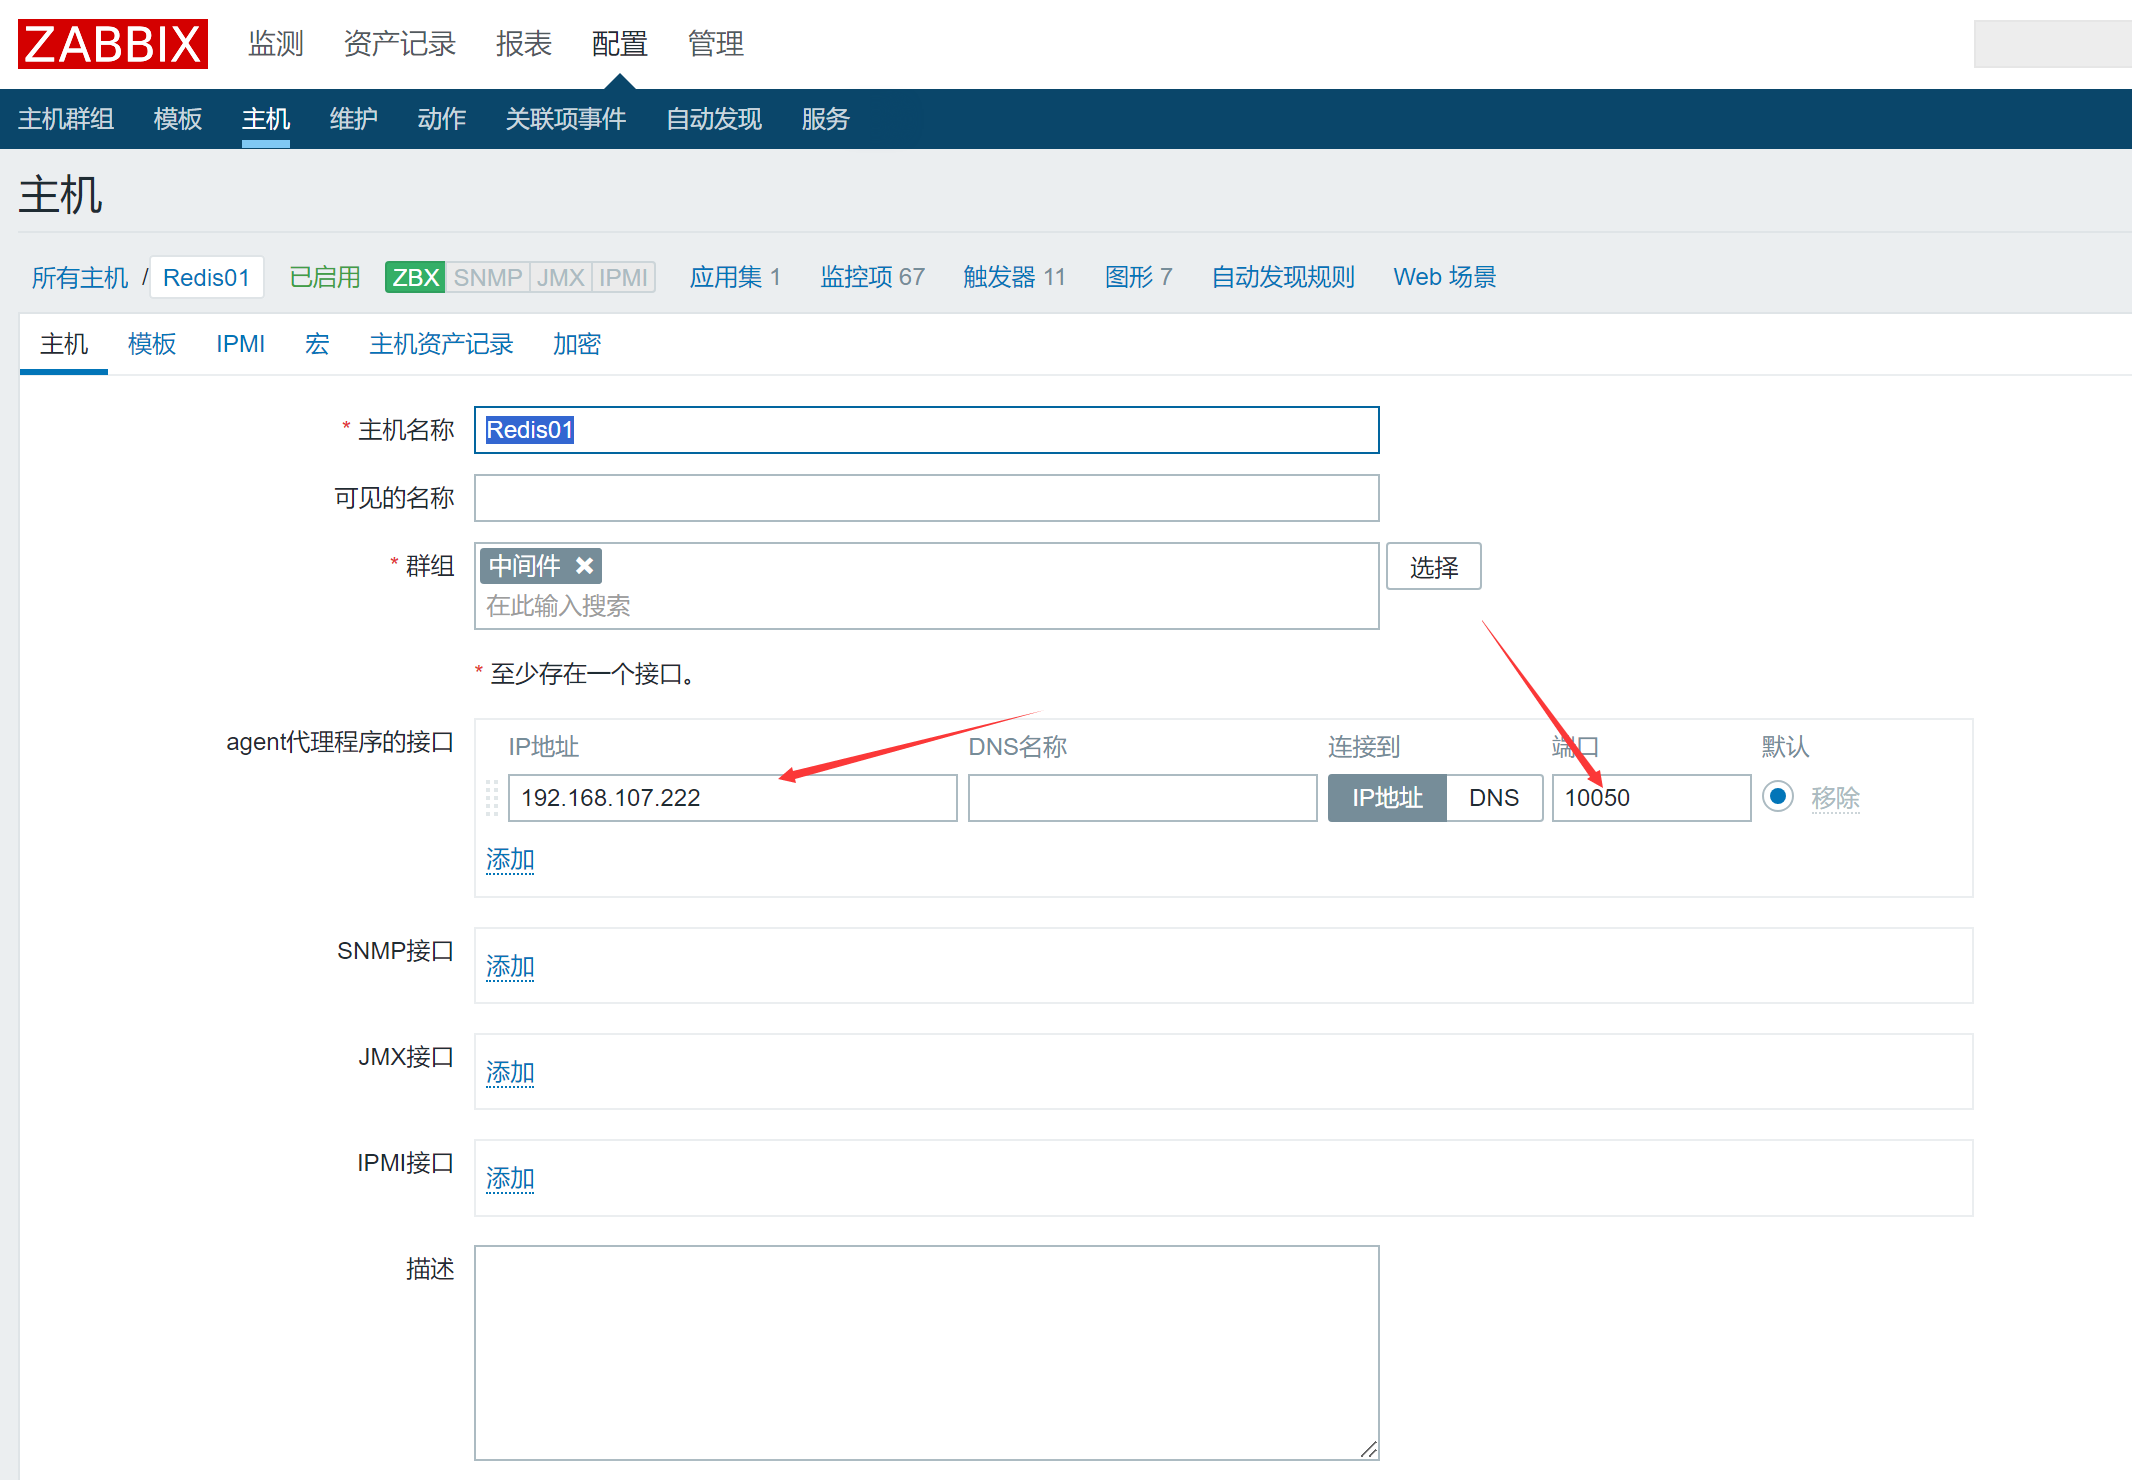 ZABBIX 监测 资产记录 报表 配置 管理
主机群组 模板 主机 维护 动作 关联项事件 自动发现 服务
主机
所有主机 / Redis01 已启用 ZBX SNMP JMX IPMI 应用集 1 监控项 67 触发器 11 图形 7 自动发现规则 Web 场景
主机 模板 IPMI 宏 主机资产记录 加密
* 主机名称 Redis01
可见的名称
* 群组 中间件 选择
在此输入搜索
* 至少存在一个接口。
agent代理程序的接口 IP地址 DNS名称 连接到 端口 默认
192.168.107.222 IP地址 DNS 10050 移除
添加
SNMP接口 添加
JMX接口 添加
IPMI接口 添加
描述